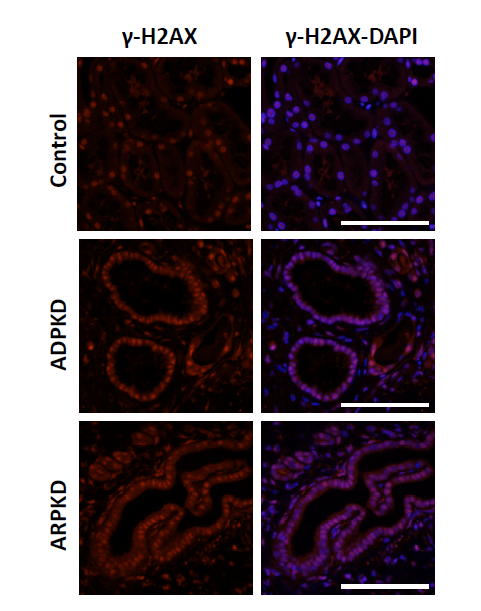 γ-H2AX
γ-H2AX-DAPI
Control
ADPKD
ARPKD